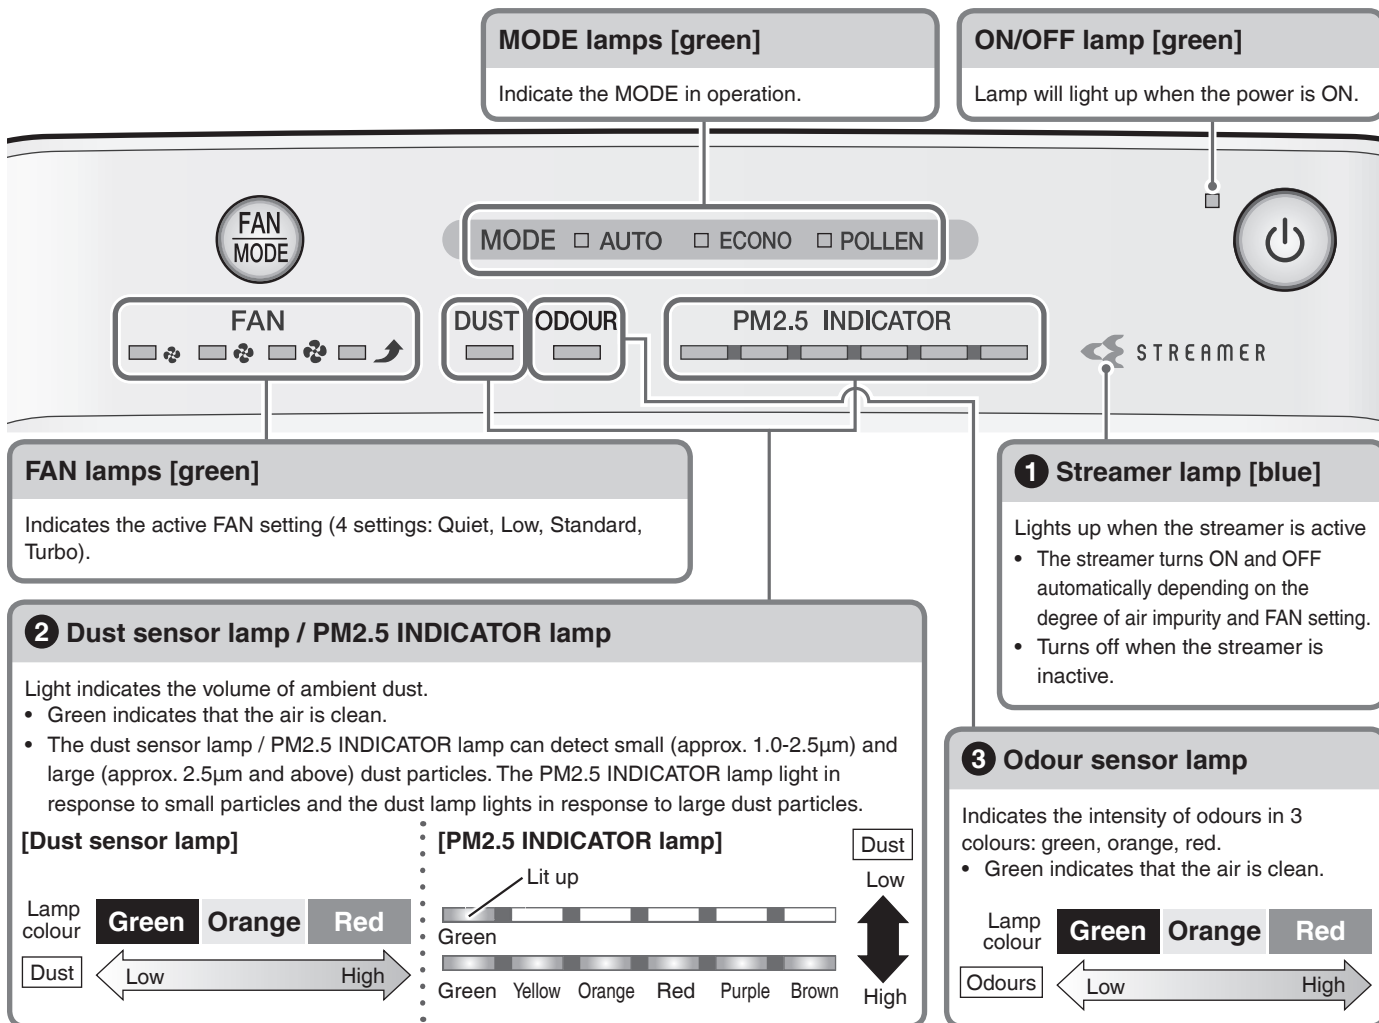 MODE lamps [green]
Indicate the MODE in operation.
ON/OFF lamp [green]
Lamp will light up when the power is ON.
FAN
MODE
MODE AUTO ECONO POLLEN
FAN
DUST
ODOUR
PM2.5 INDICATOR
STREAMER
FAN lamps [green]
Indicates the active FAN setting (4 settings: Quiet, Low, Standard,
Turbo).
1 Streamer lamp [blue]
Lights up when the streamer is active
• The streamer turns ON and OFF
automatically depending on the
degree of air impurity and FAN setting.
• Turns off when the streamer is
inactive.
2 Dust sensor lamp / PM2.5 INDICATOR lamp
Light indicates the volume of ambient dust.
• Green indicates that the air is clean.
• The dust sensor lamp / PM2.5 INDICATOR lamp can detect small (approx. 1.0-2.5µm) and
large (approx. 2.5µm and above) dust particles. The PM2.5 INDICATOR lamp light in
response to small particles and the dust lamp lights in response to large dust particles.
[Dust sensor lamp]
Lamp
colour
Green Orange Red
Dust
Low High
[PM2.5 INDICATOR lamp]
Lit up
Green
Green Yellow Orange Red Purple Brown
Dust
Low
High
3 Odour sensor lamp
Indicates the intensity of odours in 3
colours: green, orange, red.
• Green indicates that the air is clean.
Lamp
colour
Green Orange Red
Odours
Low High